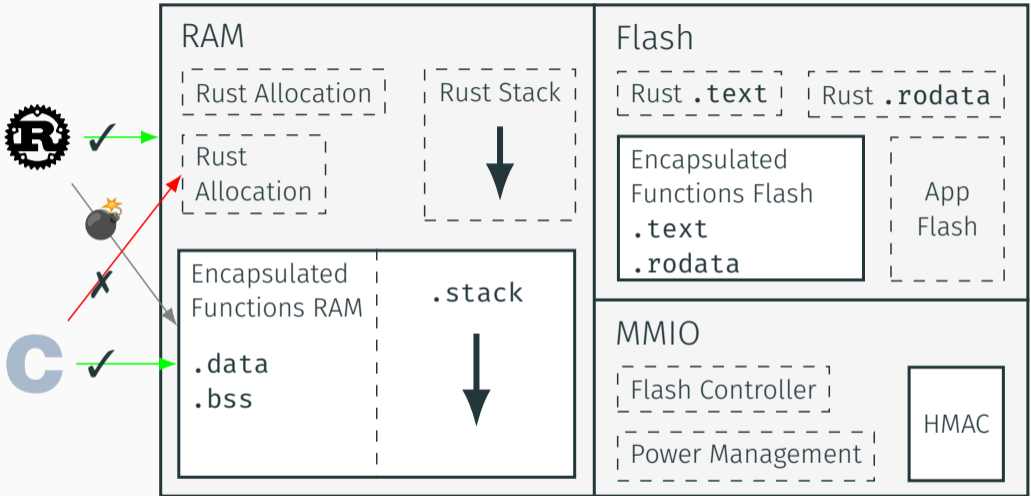 RAM
Rust Allocation
Rust Stack
Rust
Allocation
Encapsulated
Functions RAM
.data
.bss
.stack
Flash
Rust .text
Rust .rodata
Encapsulated
Functions Flash
.text
.rodata
App
Flash
MMIO
Flash Controller
Power Management
HMAC
R
C